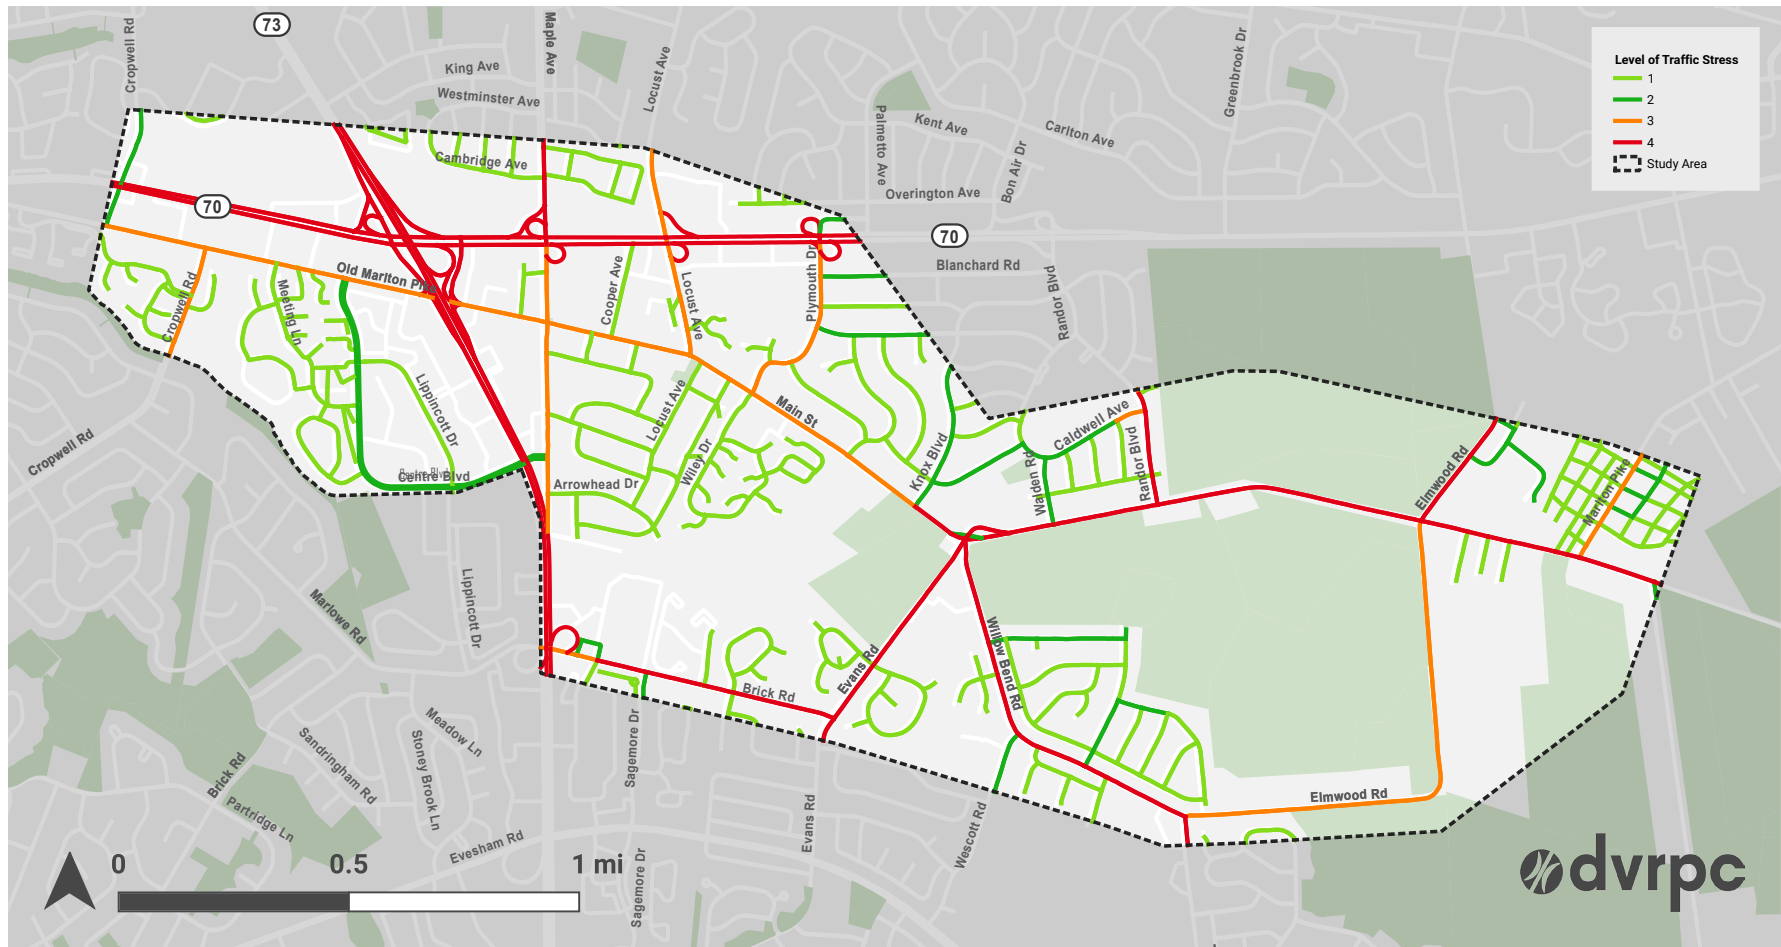 Cropwell Rd
73
Maple Ave
King Ave
Westminster Ave
Locust Ave
Greenbrook Dr
Level of Traffic Stress
1
2
3
4
Study Area
Palmetto Ave
Kent Ave
Carlton Ave
Bon Air Dr
Cambridge Ave
Overington Ave
70
70
Blanchard Rd
Old Marlton Pike
Cropwell Rd
Meeting Ln
Cooper Ave
Locust Ave
Plymouth Dr
Radnor Blvd
Lippincott Dr
Locust Ave
Main St
Caldwell Ave
Cropwell Rd
Centre Blvd
Centre Blvd
Arrowhead Dr
Wiley Dr
Knox Blvd
Walden Rd
Radnor Blvd
Elmwood Rd
Marlton Pike
Marlowe Rd
Lippincott Dr
Willow Bend Rd
Evans Rd
Brick Rd
Meadow Ln
Sandringham Rd
Stoney Brook Ln
Sagemore Dr
Brick Rd
Partridge Ln
Evesham Rd
Evans Rd
Wescott Rd
Elmwood Rd
Sagemore Dr
0 0.5 1 mi
dvrpc